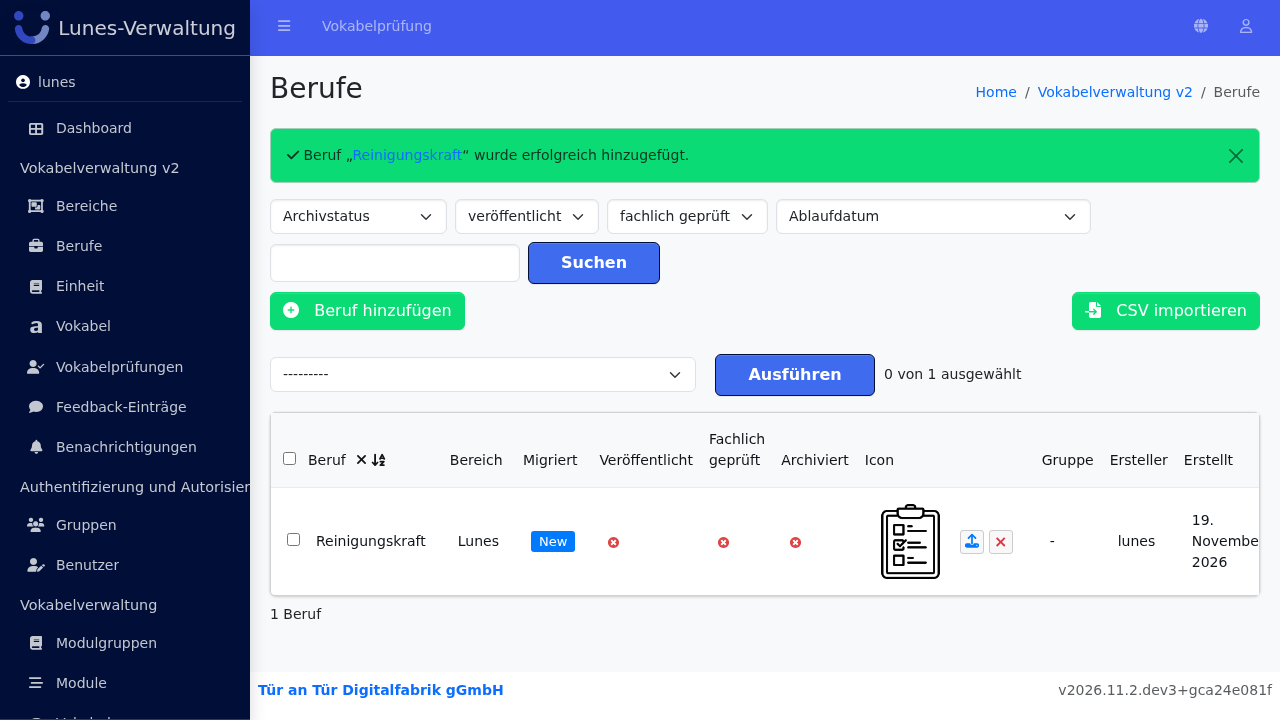 Lunes-Verwaltung
Vokabelprüfung
lunes
Dashboard
Vokabelverwaltung v2
Bereiche
Berufe
Einheit
Vokabel
Vokabelprüfungen
Feedback-Einträge
Benachrichtigungen
Authentifizierung und Autorisier
Gruppen
Benutzer
Vokabelverwaltung
Modulgruppen
Module
Berufe
Home / Vokabelverwaltung v2 / Berufe
Beruf „Reinigungskraft“ wurde erfolgreich hinzugefügt.
Archivstatus
veröffentlicht
fachlich geprüft
Ablaufdatum
Suchen
Beruf hinzufügen
CSV importieren
---------
Ausführen
0 von 1 ausgewählt
Beruf
Bereich
Migriert
Veröffentlicht
Fachlich geprüft
Archiviert
Icon
Gruppe
Ersteller
Erstellt
Reinigungskraft
Lunes
New
-
lunes
19.
Novembe
2026
1 Beruf
Tür an Tür Digitalfabrik gGmbH
v2026.11.2.dev3+gca24e081f